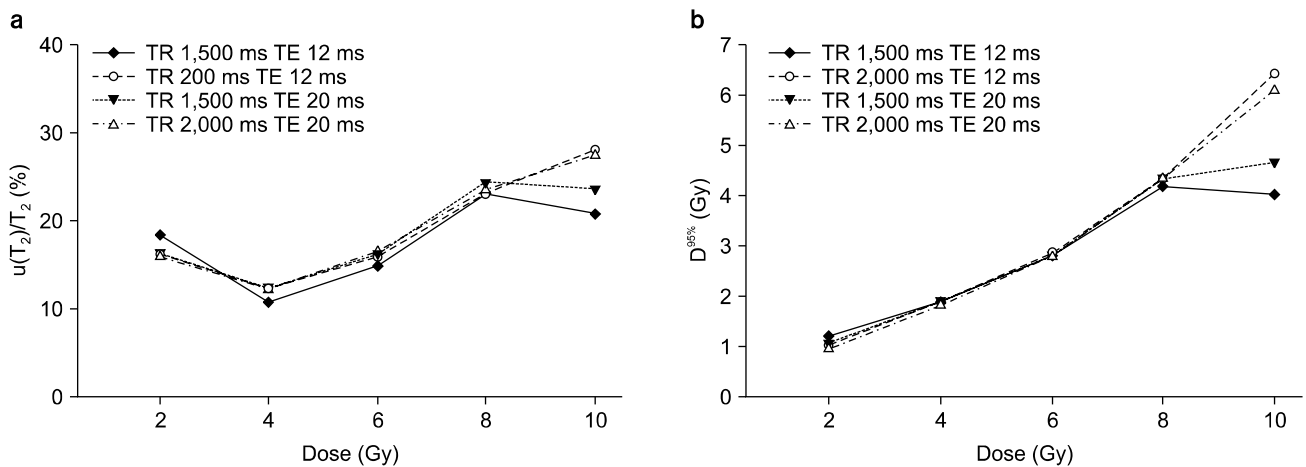 a
40
30
20
10
0
u(T2)/T2 (%)
TR 1,500 ms TE 12 ms
TR 200 ms TE 12 ms
TR 1,500 ms TE 20 ms
TR 2,000 ms TE 20 ms
2 4 6 8 10
Dose (Gy)
b
7
6
5
4
3
2
1
0
D95% (Gy)
TR 1,500 ms TE 12 ms
TR 2,000 ms TE 12 ms
TR 1,500 ms TE 20 ms
TR 2,000 ms TE 20 ms
2 4 6 8 10
Dose (Gy)